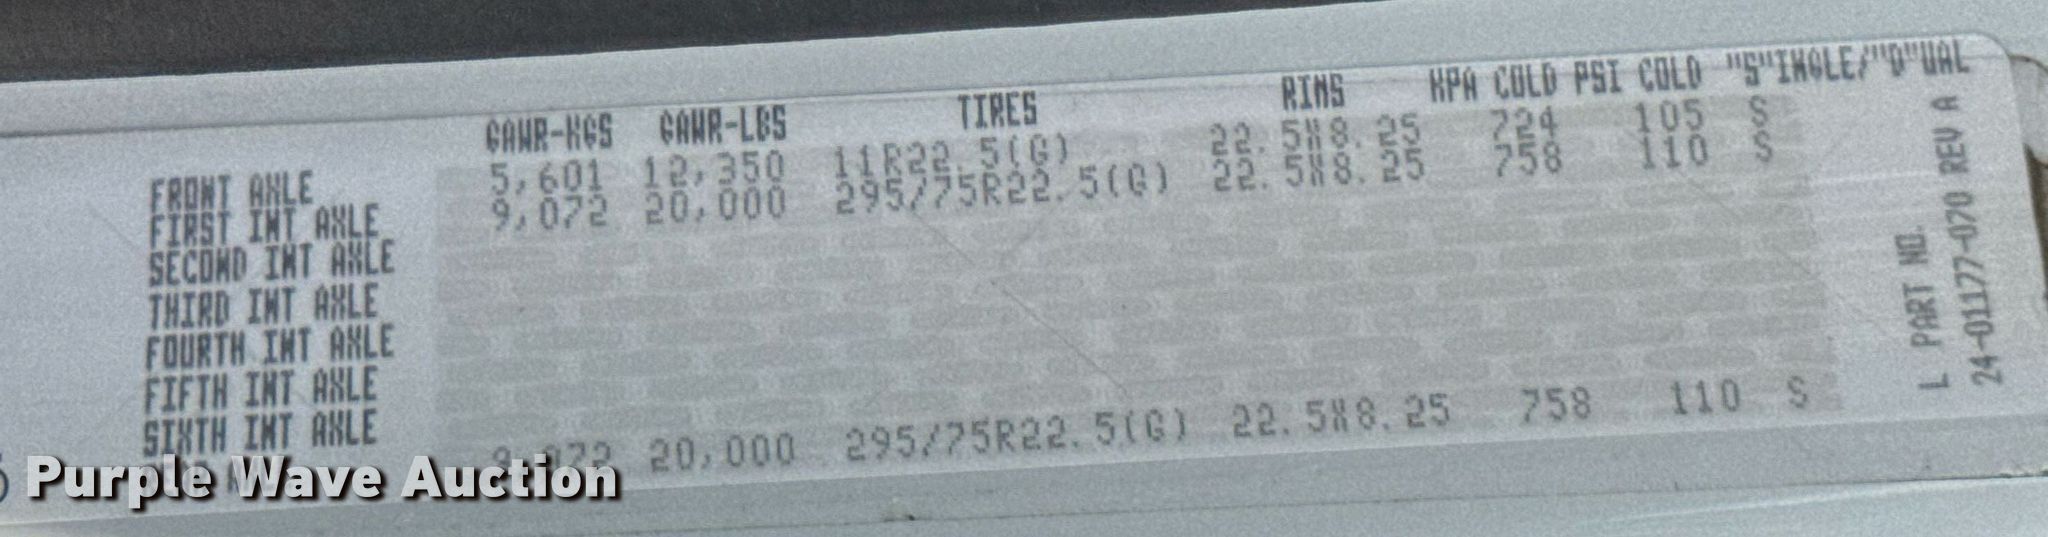 GAWR-KGS GAWR-LBS TIRES RIMS KPA COLD PSI COLD "S"INGLE/"D"UAL
FRONT AXLE 5,601 12,350 11R22.5(G) 22.5X8.25 724 105 S
FIRST INT AXLE 9,072 20,000 295/75R22.5(G) 22.5X8.25 758 110 S
SECOND INT AXLE
THIRD INT AXLE
FOURTH INT AXLE
FIFTH INT AXLE
SIXTH INT AXLE
9,072 20,000 295/75R22.5(G) 22.5X8.25 758 110 S
L PART NO.
24-01177-070 REV A
Purple Wave Auction